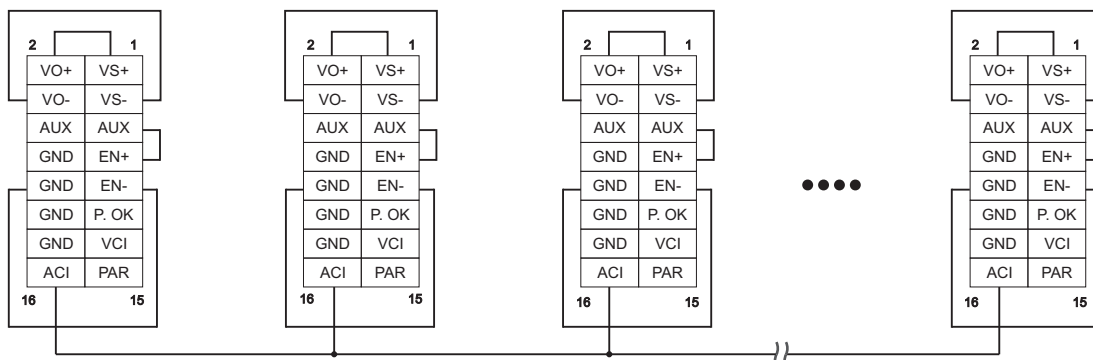 2 1 2 1 2 1 2 1
VO+ VS+ VO+ VS+ VO+ VS+ VO+ VS+
VO- VS- VO- VS- VO- VS- VO- VS-
AUX AUX AUX AUX AUX AUX AUX AUX
GND EN+ GND EN+ GND EN+ GND EN+
GND EN- GND EN- GND EN- GND EN-
GND P. OK GND P. OK GND P. OK GND P. OK
GND VCI GND VCI GND VCI GND VCI
ACI PAR ACI PAR ACI PAR ACI PAR
16 15 16 15 16 15 16 15